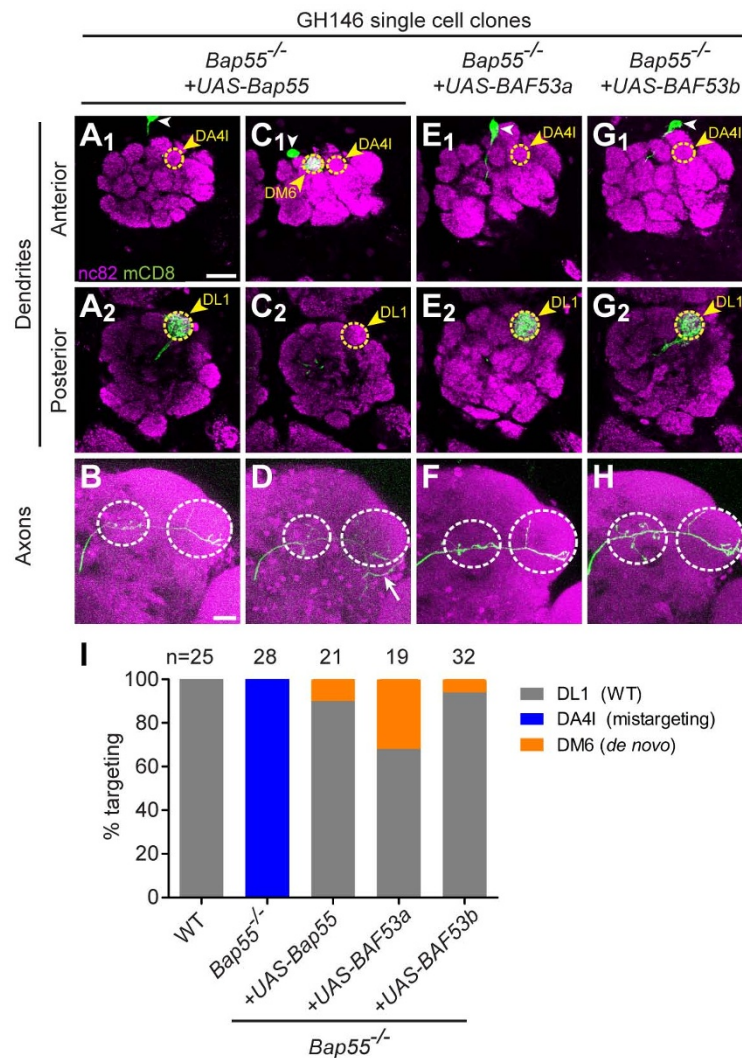 GH146 single cell clones
Bap55-/-
+UAS-Bap55
Bap55-/-
+UAS-BAF53a
Bap55-/-
+UAS-BAF53b
Dendrites
Anterior
A1
DA4l
nc82 mCD8
C1
DA4l
DM6
E1
DA4l
G1
DA4l
Posterior
A2
DL1
C2
DL1
E2
DL1
G2
DL1
Axons
B
D
F
H
I
n=25 28 21 19 32
% targeting
100
80
60
40
20
0
DL1 (WT)
DA4l (mistargeting)
DM6 (de novo)
WT
Bap55-/-
+UAS-Bap55
+UAS-BAF53a
+UAS-BAF53b
Bap55-/-